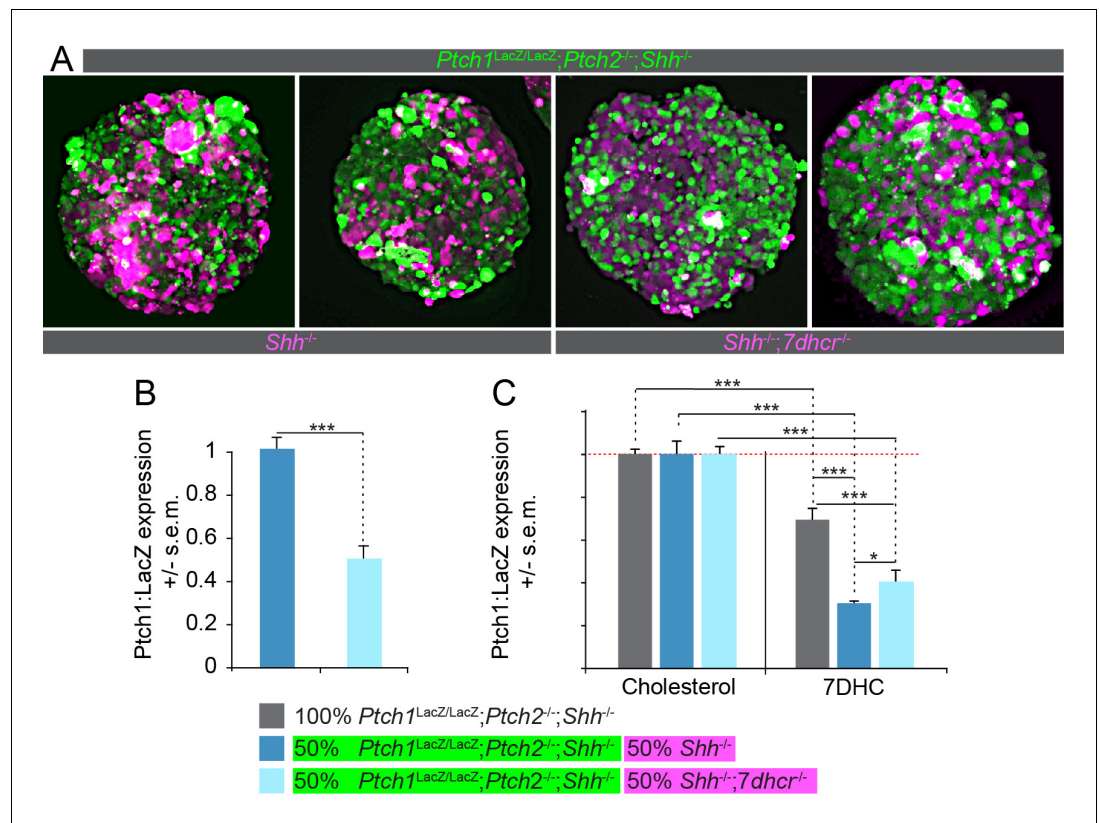 A
Ptch1LacZ/LacZ;Ptch2-/-;Shh-/-
Shh-/-
Shh-/-;7dhcr-/-
B
Ptch1:LacZ expression
+/- s.e.m.
1
0.8
0.6
0.4
0.2
0
***
C
Ptch1:LacZ expression
+/- s.e.m.
***
***
***
***
***
*
Cholesterol
7DHC
100% Ptch1LacZ/LacZ;Ptch2-/-;Shh-/-
50% Ptch1LacZ/LacZ;Ptch2-/-;Shh-/- 50% Shh-/-
50% Ptch1LacZ/LacZ;Ptch2-/-;Shh-/- 50% Shh-/-;7dhcr-/-